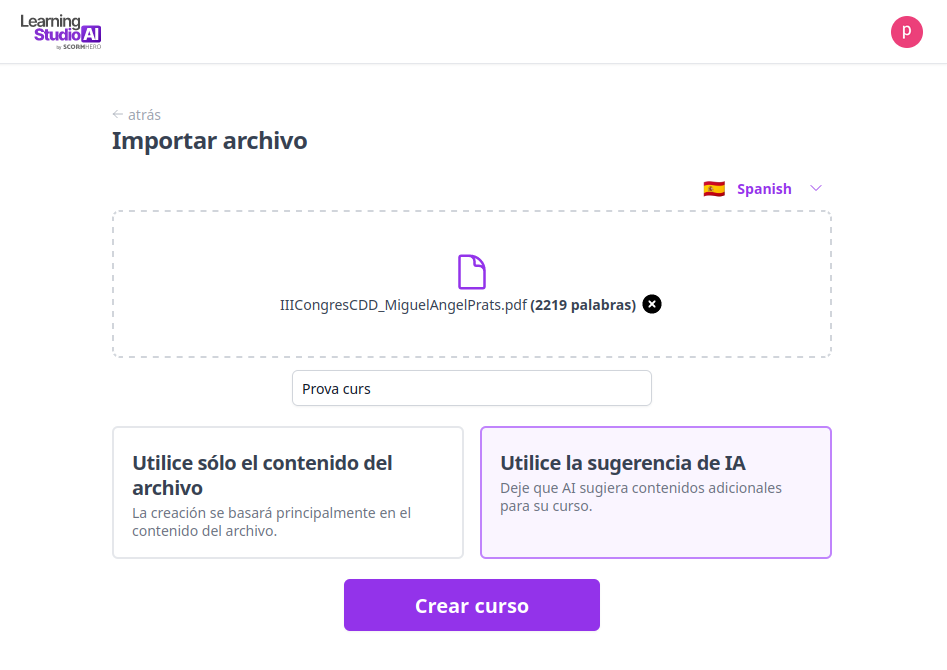 Learning
Studio AI
by SCORMHERO
p
← atrás
Importar archivo
Spanish
IIICongresCDD_MiguelAngelPrats.pdf (2219 palabras)
Prova curs
Utilice sólo el contenido del
archivo
La creación se basará principalmente en el
contenido del archivo.
Utilice la sugerencia de IA
Deje que AI sugiera contenidos adicionales
para su curso.
Crear curso